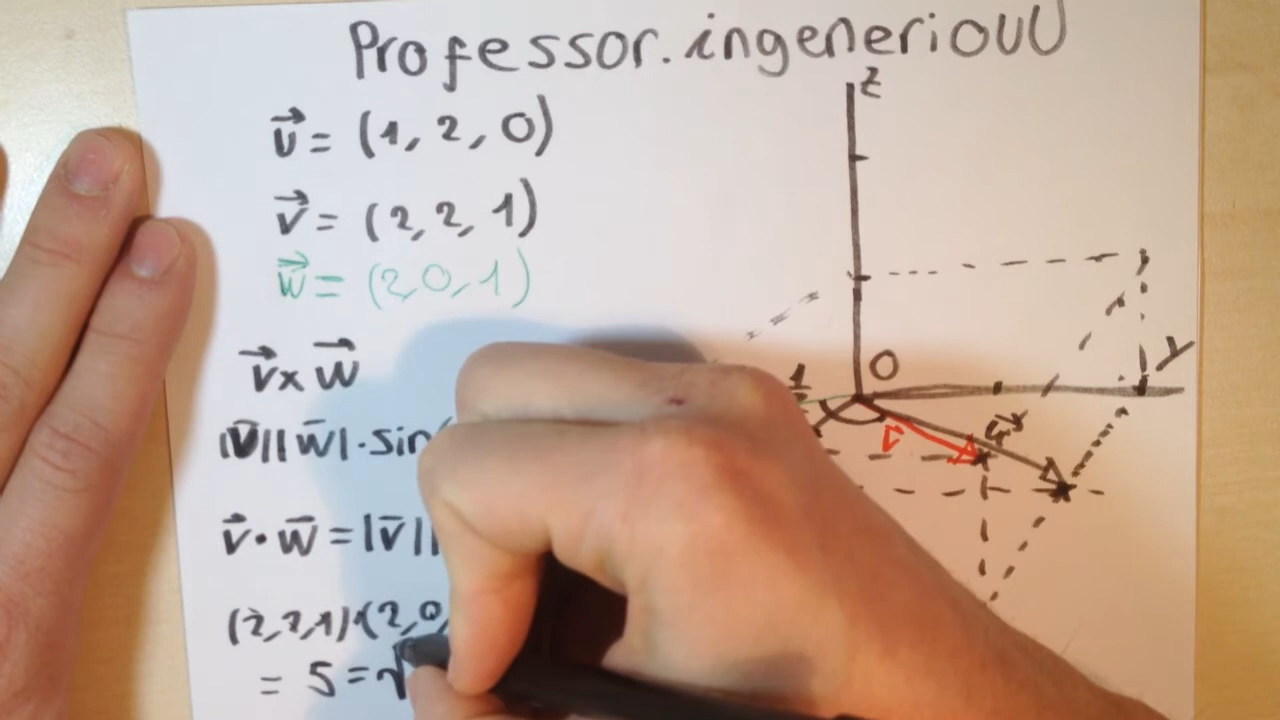 Professor.ingeneriouU
z
u⃗ = (1, 2, 0)
v⃗ = (2, 2, 1)
w⃗ = (2, 0, 1)
v⃗ x w⃗
O
y
1
v⃗
|v̄||w̄|·sin(
v⃗·w̄=|v̄||
(2,2,1)·(2,0,
= 5=√